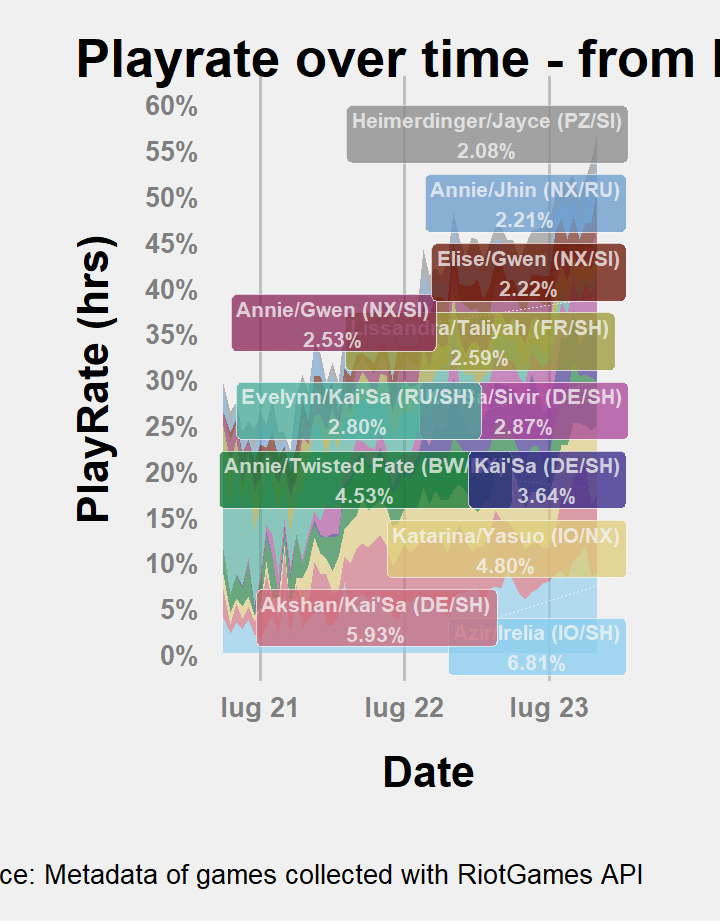 Playrate over time - from
60%
55%
50%
45%
40%
35%
30%
25%
20%
15%
10%
5%
0%
PlayRate (hrs)
Heimerdinger/Jayce (PZ/SI)
2.08%
Annie/Jhin (NX/RU)
2.21%
Elise/Gwen (NX/SI)
2.22%
Annie/Gwen (NX/SI)
2.53%
/Taliyah (FR/SH)
2.59%
Evelynn/Kai'Sa (RU/SH)
2.80%
/Sivir (DE/SH)
2.87%
Annie/Twisted Fate (BW/
4.53%
Kai'Sa (DE/SH)
3.64%
Katarina/Yasuo (IO/NX)
4.80%
Akshan/Kai'Sa (DE/SH)
5.93%
Azir/Irelia (IO/SH)
6.81%
lug 21
lug 22
lug 23
Date
ce: Metadata of games collected with RiotGames API